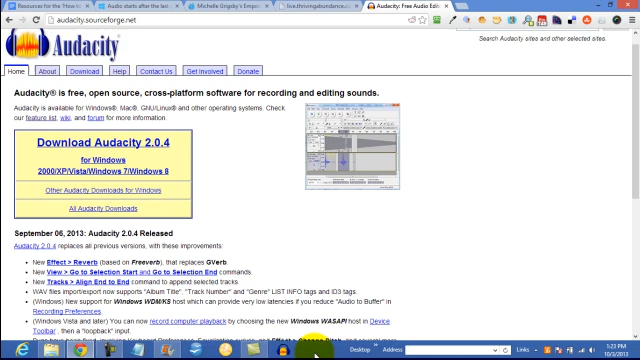 Resources for the 'How to
Audio starts after the last
Michelle Grigsby's Empo
live.thrivingabundance.c
Audacity: Free Audio Edit
audacity.sourceforge.net
Search Audacity sites and other selected sites.
Audacity
Home
About
Download
Help
Contact Us
Get Involved
Donate
Audacity® is free, open source, cross-platform software for recording and editing sounds.
Audacity is available for Windows®, Mac®, GNU/Linux® and other operating systems. Check
our feature list, wiki, and forum for more information.
Download Audacity 2.0.4
for Windows
2000/XP/Vista/Windows 7/Windows 8
Other Audacity Downloads for Windows
All Audacity Downloads
September 06, 2013: Audacity 2.0.4 Released
Audacity 2.0.4 replaces all previous versions, with these improvements:
• New Effect > Reverb (based on Freeverb), that replaces GVerb.
• New View > Go to Selection Start and Go to Selection End commands.
• New Tracks > Align End to End command to append selected tracks.
• WAV files import/export now supports "Album Title", "Track Number" and "Genre" LIST INFO tags and ID3 tags.
• (Windows) New support for Windows WDM/KS host which can provide very low latencies if you reduce "Audio to Buffer" in
Recording Preferences.
• (Windows Vista and later) You can now record computer playback by choosing the new Windows WASAPI host in Device
Toolbar, then a "loopback" input.
Desktop
Address
Links
1:23 PM
10/3/2013